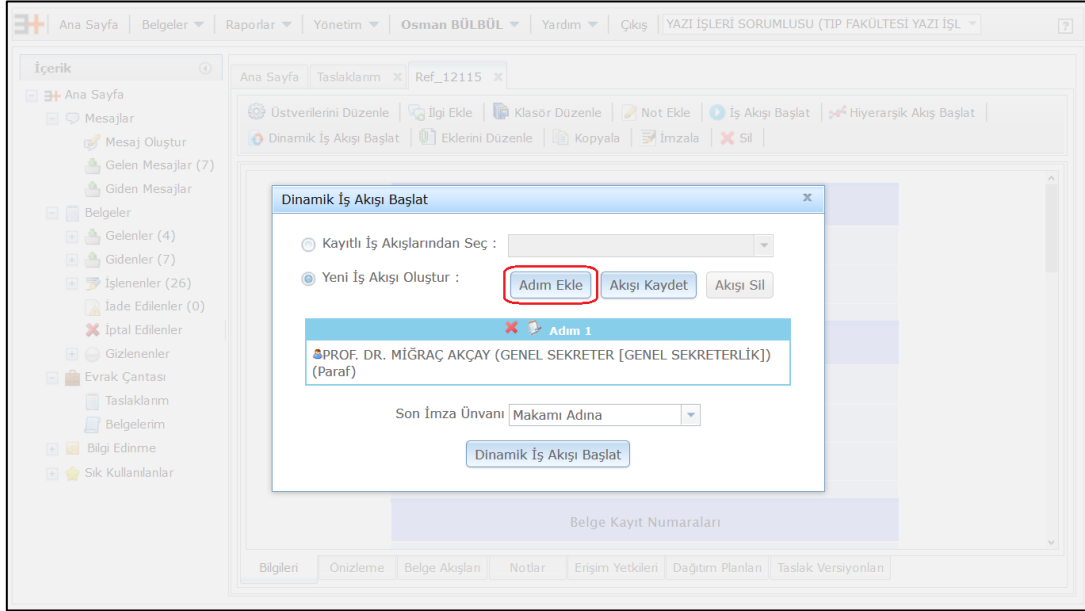 Ana Sayfa Belgeler Raporlar Yönetim Osman BÜLBÜL Yardım Çıkış YAZI İŞLERİ SORUMLUSU (TIP FAKÜLTESİ YAZI İŞL ?
İçerik
Ana Sayfa
Mesajlar
Mesaj Oluştur
Gelen Mesajlar (7)
Giden Mesajlar
Belgeler
Gelenler (4)
Gidenler (7)
İşlenenler (26)
İade Edilenler (0)
İptal Edilenler
Gizlenenler
Evrak Çantası
Taslaklarım
Belgelerim
Bilgi Edinme
Sık Kullanılanlar
Ana Sayfa Taslaklarım x Ref_12115 x
Üstverilerini Düzenle İlgi Ekle Klasör Düzenle Not Ekle İş Akışı Başlat Hiyerarşik Akış Başlat
Dinamik İş Akışı Başlat Eklerini Düzenle Kopyala İmzala Sil
Dinamik İş Akışı Başlat x
Kayıtlı İş Akışlarından Seç :
Yeni İş Akışı Oluştur : Adım Ekle Akışı Kaydet Akışı Sil
Adım 1
PROF. DR. MİĞRAÇ AKÇAY (GENEL SEKRETER [GENEL SEKRETERLİK])
(Paraf)
Son İmza Ünvanı Makamı Adına
Dinamik İş Akışı Başlat
Belge Kayıt Numaraları
Bilgileri Önizleme Belge Akışları Notlar Erişim Yetkileri Dağıtım Planları Taslak Versiyonları